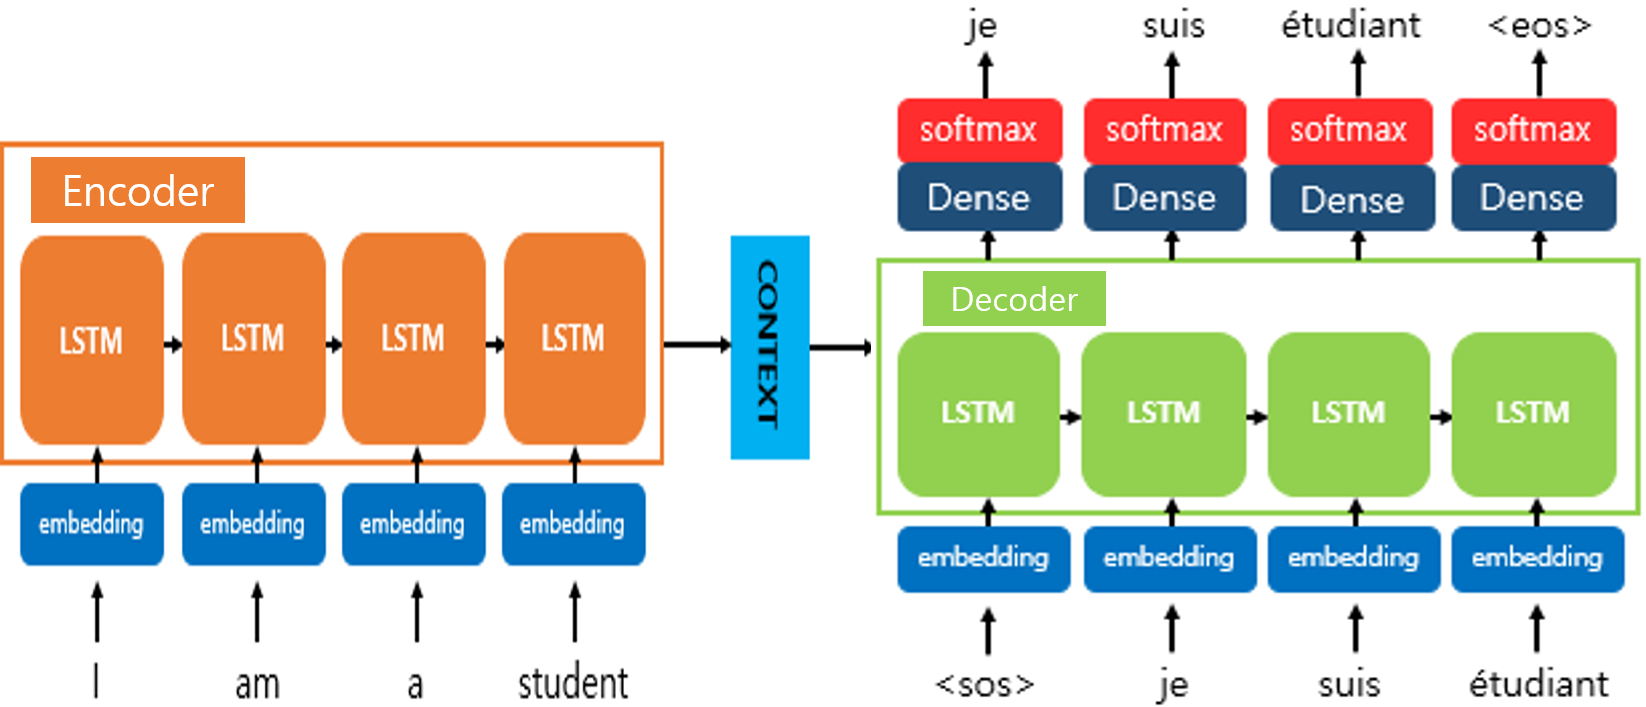 je suis étudiant <eos>
softmax softmax softmax softmax
Dense Dense Dense Dense
Encoder
LSTM LSTM LSTM LSTM
embedding embedding embedding embedding
I am a student
CONTEXT
Decoder
LSTM LSTM LSTM LSTM
embedding embedding embedding embedding
<sos> je suis étudiant